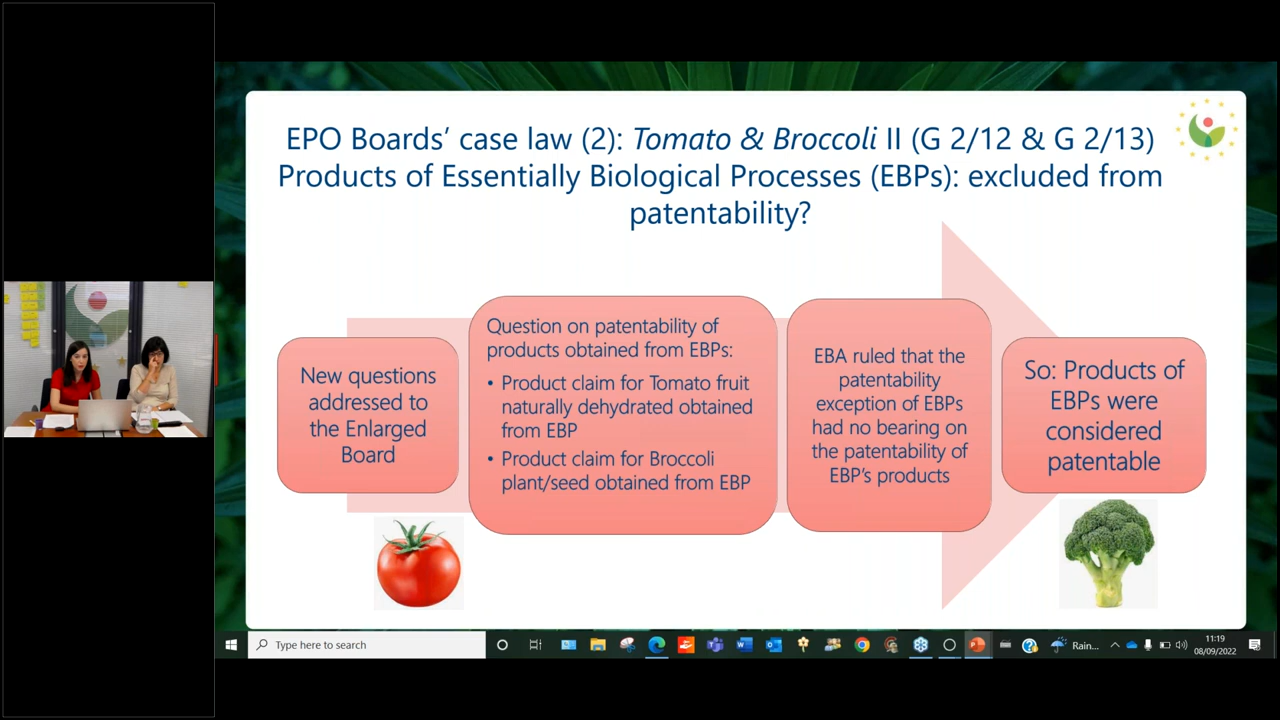 EPO Boards' case law (2): Tomato & Broccoli II (G 2/12 & G 2/13)
Products of Essentially Biological Processes (EBPs): excluded from
patentability?
New questions
addressed to
the Enlarged
Board
Question on patentability of
products obtained from EBPs:
• Product claim for Tomato fruit
naturally dehydrated obtained
from EBP
• Product claim for Broccoli
plant/seed obtained from EBP
EBA ruled that the
patentability
exception of EBPs
had no bearing on
the patentability of
EBP's products
So: Products of
EBPs were
considered
patentable
Type here to search
Rain...
11:19
08/09/2022